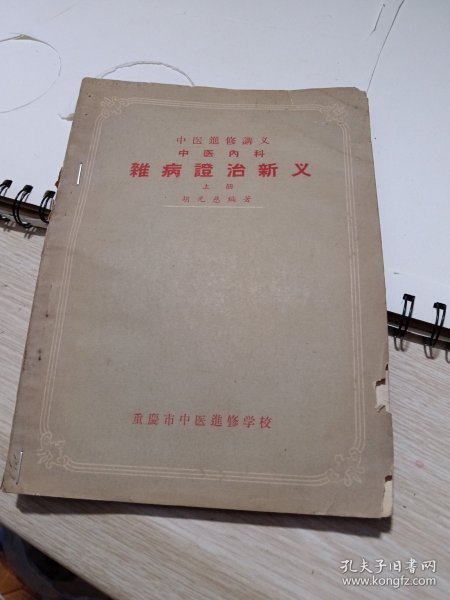 中医進修講义
中医內科
雜病證治新义
上冊
胡光慈編著
重慶市中医進修学校
孔夫子旧书网
www.kongfz.com